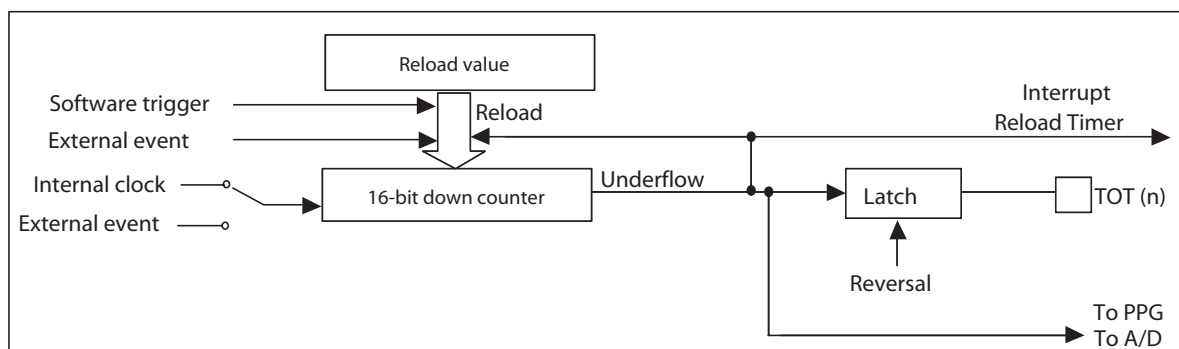 Reload value
Software trigger
Reload
Interrupt
Reload Timer
External event
Internal clock
16-bit down counter
Underflow
Latch
TOT (n)
External event
Reversal
To PPG
To A/D